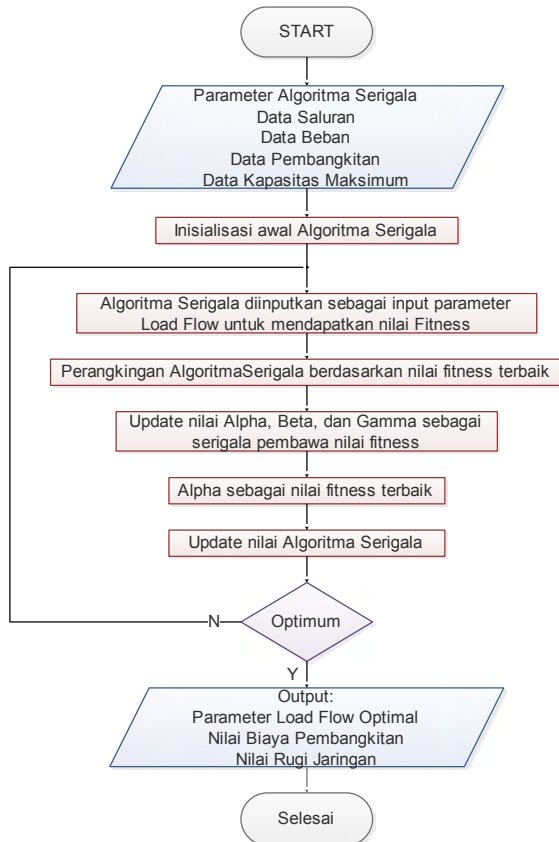 START
Parameter Algoritma Serigala
Data Saluran
Data Beban
Data Pembangkitan
Data Kapasitas Maksimum
Inisialisasi awal Algoritma Serigala
Algoritma Serigala diinputkan sebagai input parameter
Load Flow untuk mendapatkan nilai Fitness
Perangkingan AlgoritmaSerigala berdasarkan nilai fitness terbaik
Update nilai Alpha, Beta, dan Gamma sebagai
serigala pembawa nilai fitness
Alpha sebagai nilai fitness terbaik
Update nilai Algoritma Serigala
N
Optimum
Y
Output:
Parameter Load Flow Optimal
Nilai Biaya Pembangkitan
Nilai Rugi Jaringan
Selesai